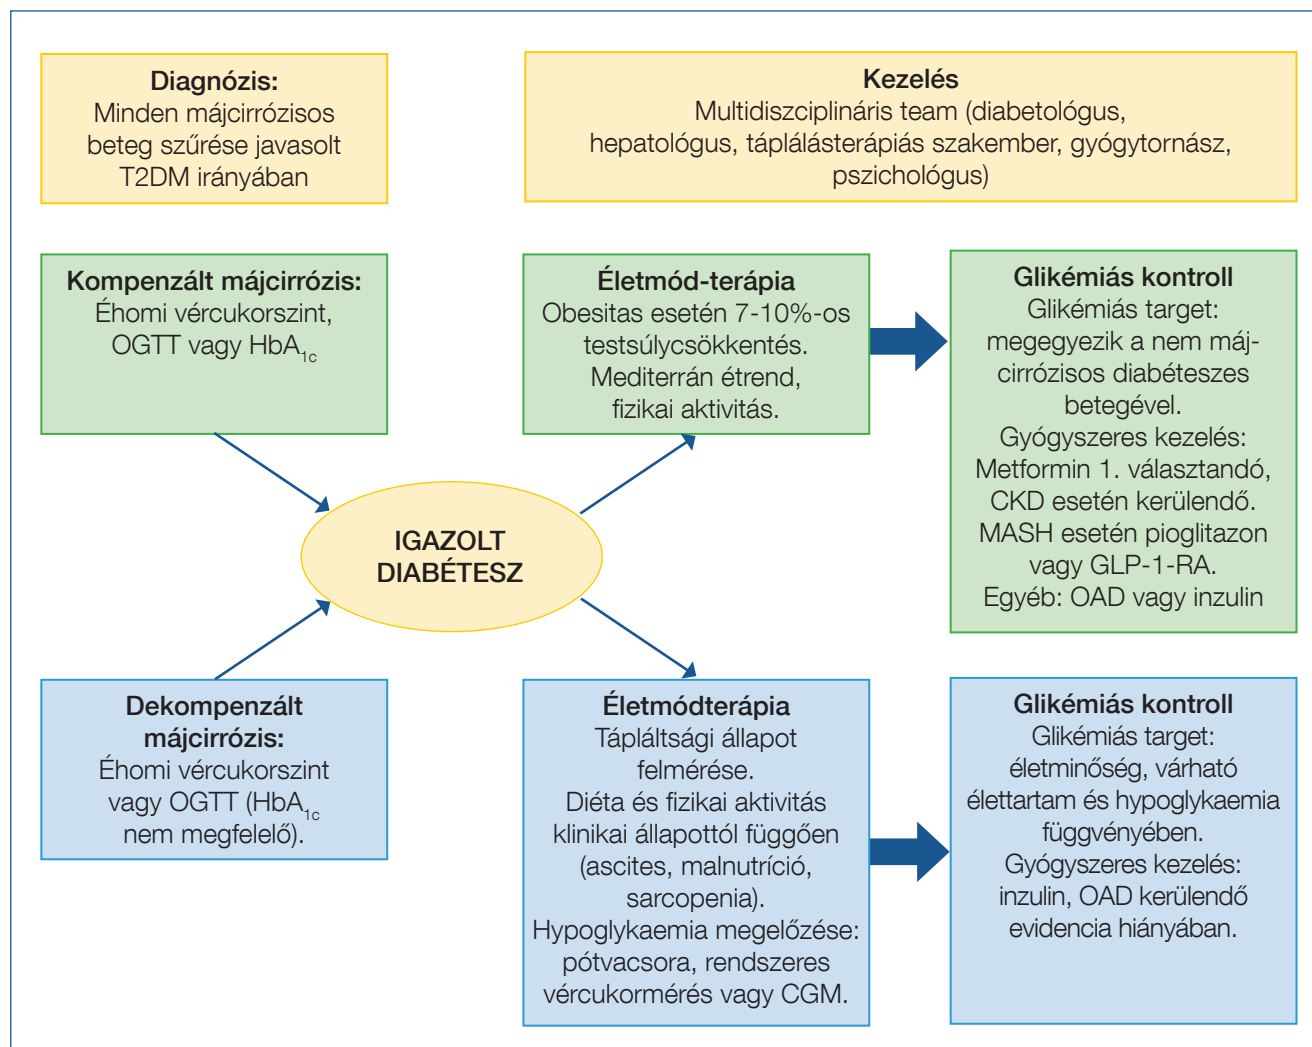 Diagnózis:
Minden májcirrózisos
beteg szűrése javasolt
T2DM irányában
Kezelés
Multidiszciplináris team (diabetológus,
hepatológus, táplálásterápiás szakember, gyógytornász,
pszichológus)
Kompenzált májcirrózis:
Éhomi vércukorszint,
OGTT vagy HbA1c
Életmód-terápia
Obesitas esetén 7-10%-os
testsúlycsökkentés.
Mediterrán étrend,
fizikai aktivitás.
Glikémiás kontroll
Glikémiás target:
megegyezik a nem máj-
cirrózisos diabéteszes
betegével.
Gyógyszeres kezelés:
Metformin 1. választandó,
CKD esetén kerülendő.
MASH esetén pioglitazon
vagy GLP-1-RA.
Egyéb: OAD vagy inzulin
IGAZOLT
DIABÉTESZ
Dekompenzált
májcirrózis:
Éhomi vércukorszint
vagy OGTT (HbA1c
nem megfelelő).
Életmódterápia
Tápláltsági állapot
felmérése.
Diéta és fizikai aktivitás
klinikai állapottól függően
(ascites, malnutríció,
sarcopenia).
Hypoglykaemia megelőzése:
pótvacsora, rendszeres
vércukormérés vagy CGM.
Glikémiás kontroll
Glikémiás target:
életminőség, várható
élettartam és hypoglykaemia
függvényében.
Gyógyszeres kezelés:
inzulin, OAD kerülendő
evidencia hiányában.